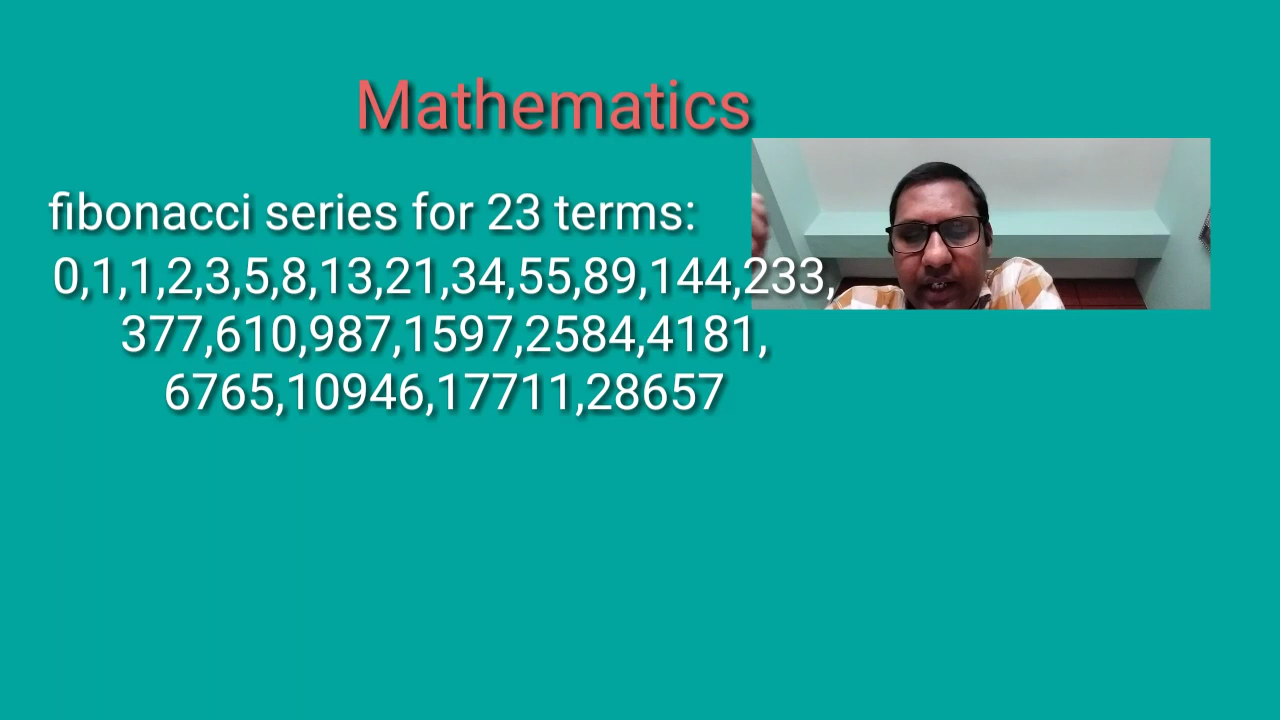 Mathematics
fibonacci series for 23 terms:
0,1,1,2,3,5,8,13,21,34,55,89,144,233,
377,610,987,1597,2584,4181,
6765,10946,17711,28657